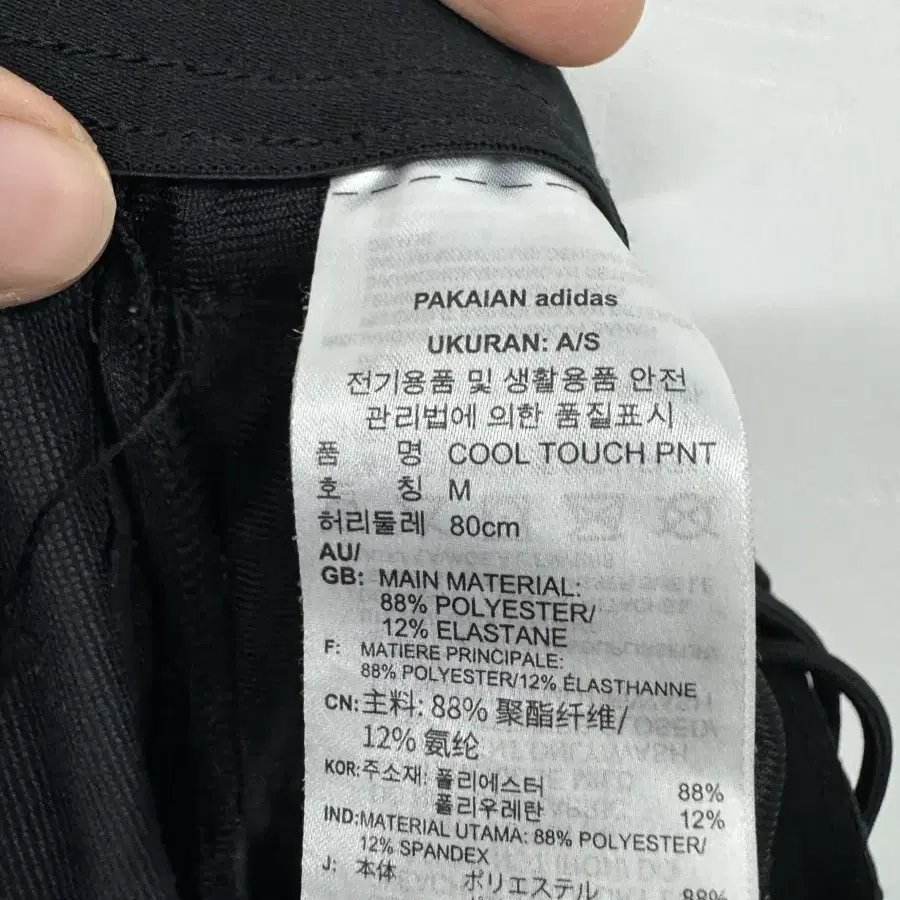 PAKAIAN adidas
UKURAN: A/S
전기용품 및 생활용품 안전
관리법에 의한 품질표시
품 명 COOL TOUCH PNT
호 칭 M
허리둘레 80cm
AU/
GB: MAIN MATERIAL:
88% POLYESTER/
12% ELASTANE
F: MATIERE PRINCIPALE:
88% POLYESTER/12% ÉLASTHANNE
CN: 主料: 88% 聚酯纤维/
12% 氨纶
KOR: 주소재: 폴리에스터 88%
폴리우레탄 12%
IND: MATERIAL UTAMA: 88% POLYESTER/
12% SPANDEX
J: 本体 ポリエステル 88%